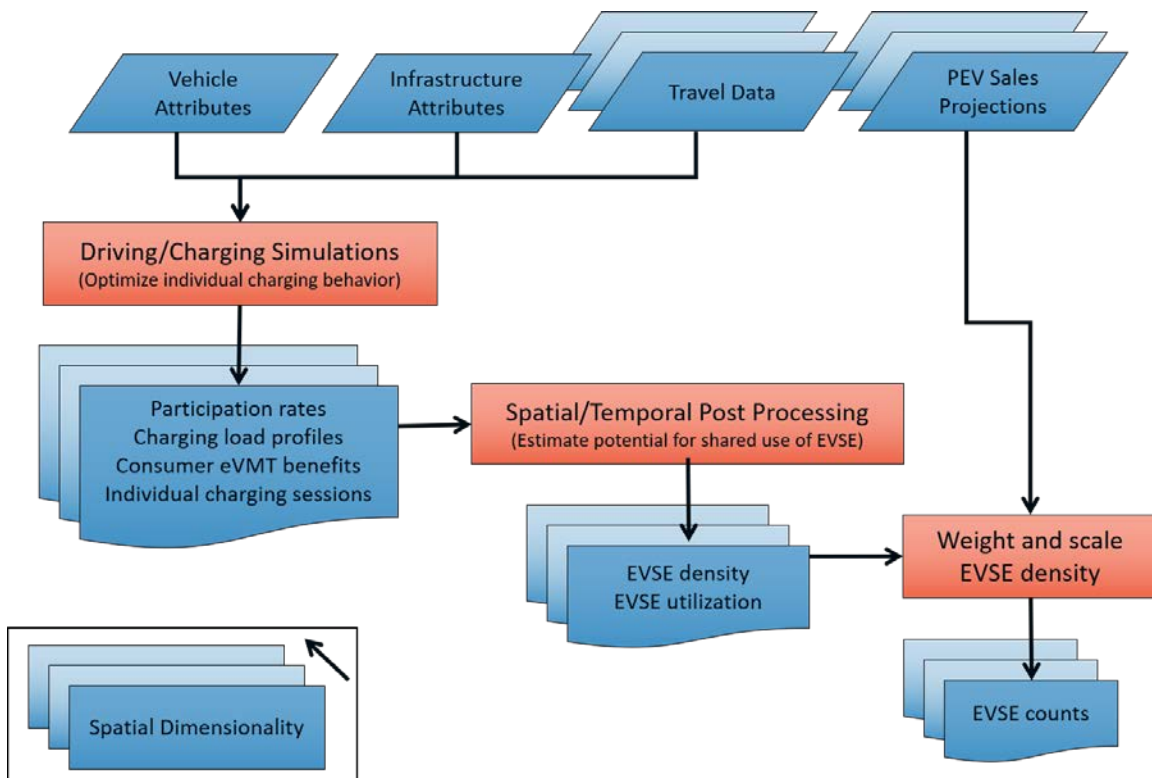 Vehicle
Attributes
Infrastructure
Attributes
Travel Data
PEV Sales
Projections
Driving/Charging Simulations
(Optimize individual charging behavior)
Participation rates
Charging load profiles
Consumer eVMT benefits
Individual charging sessions
Spatial/Temporal Post Processing
(Estimate potential for shared use of EVSE)
EVSE density
EVSE utilization
Weight and scale
EVSE density
EVSE counts
Spatial Dimensionality